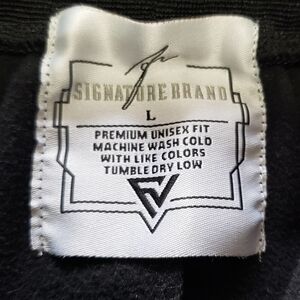 SIGNATURE BRAND
L
PREMIUM UNISEX FIT
MACHINE WASH COLD
WITH LIKE COLORS
TUMBLE DRY LOW